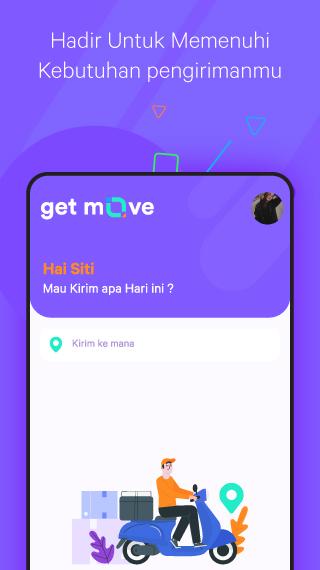 Hadir Untuk Memenuhi
Kebutuhan pengirimanmu
get move
Hai Siti
Mau Kirim apa Hari ini ?
Kirim ke mana